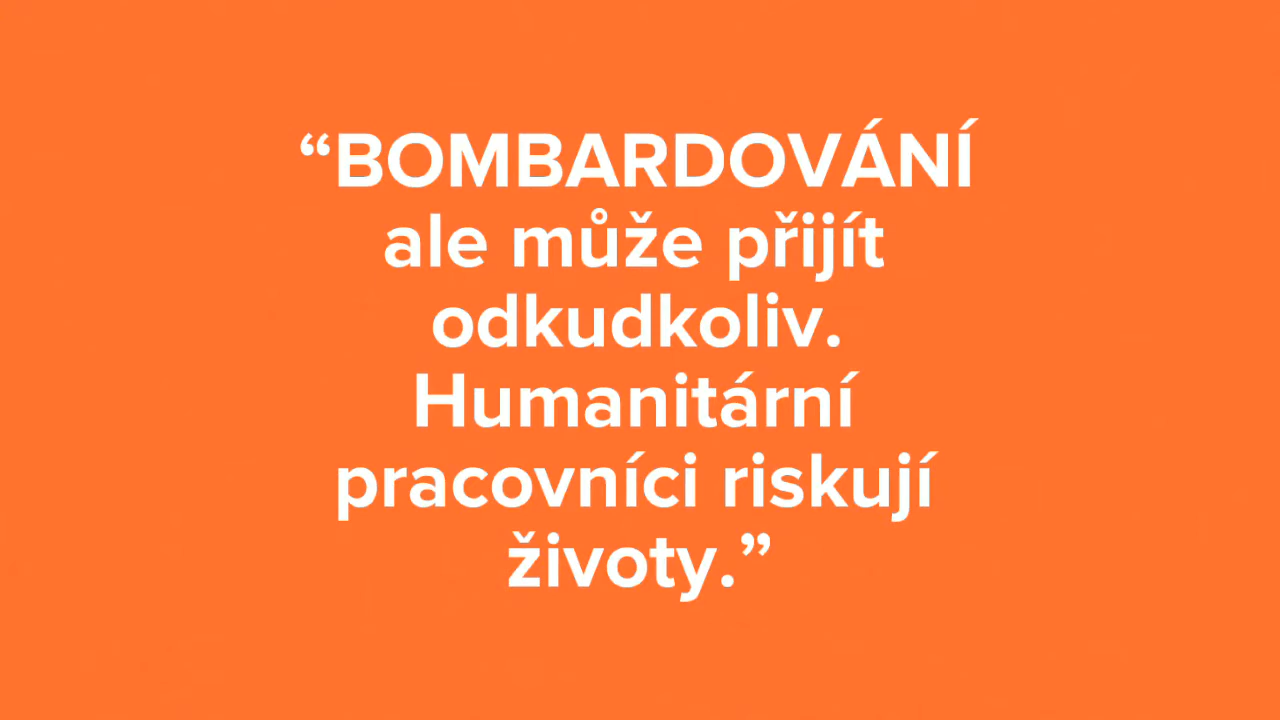 “BOMBARDOVÁNÍ
ale může přijít
odkudkoliv.
Humanitární
pracovníci riskují
životy.”